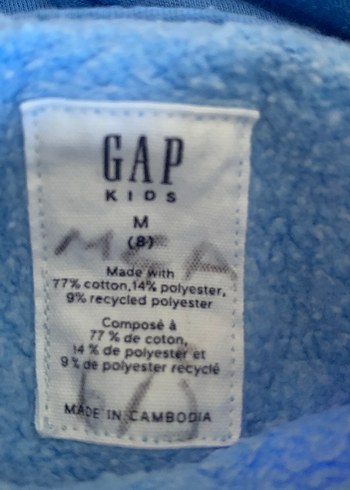 GAP
KIDS
M
(8)
MEA
Made with
77% cotton, 14% polyester,
9% recycled polyester
Composé à
77 % de coton,
14 % de polyester et
9 % de polyester recyclé
MADE IN CAMBODIA